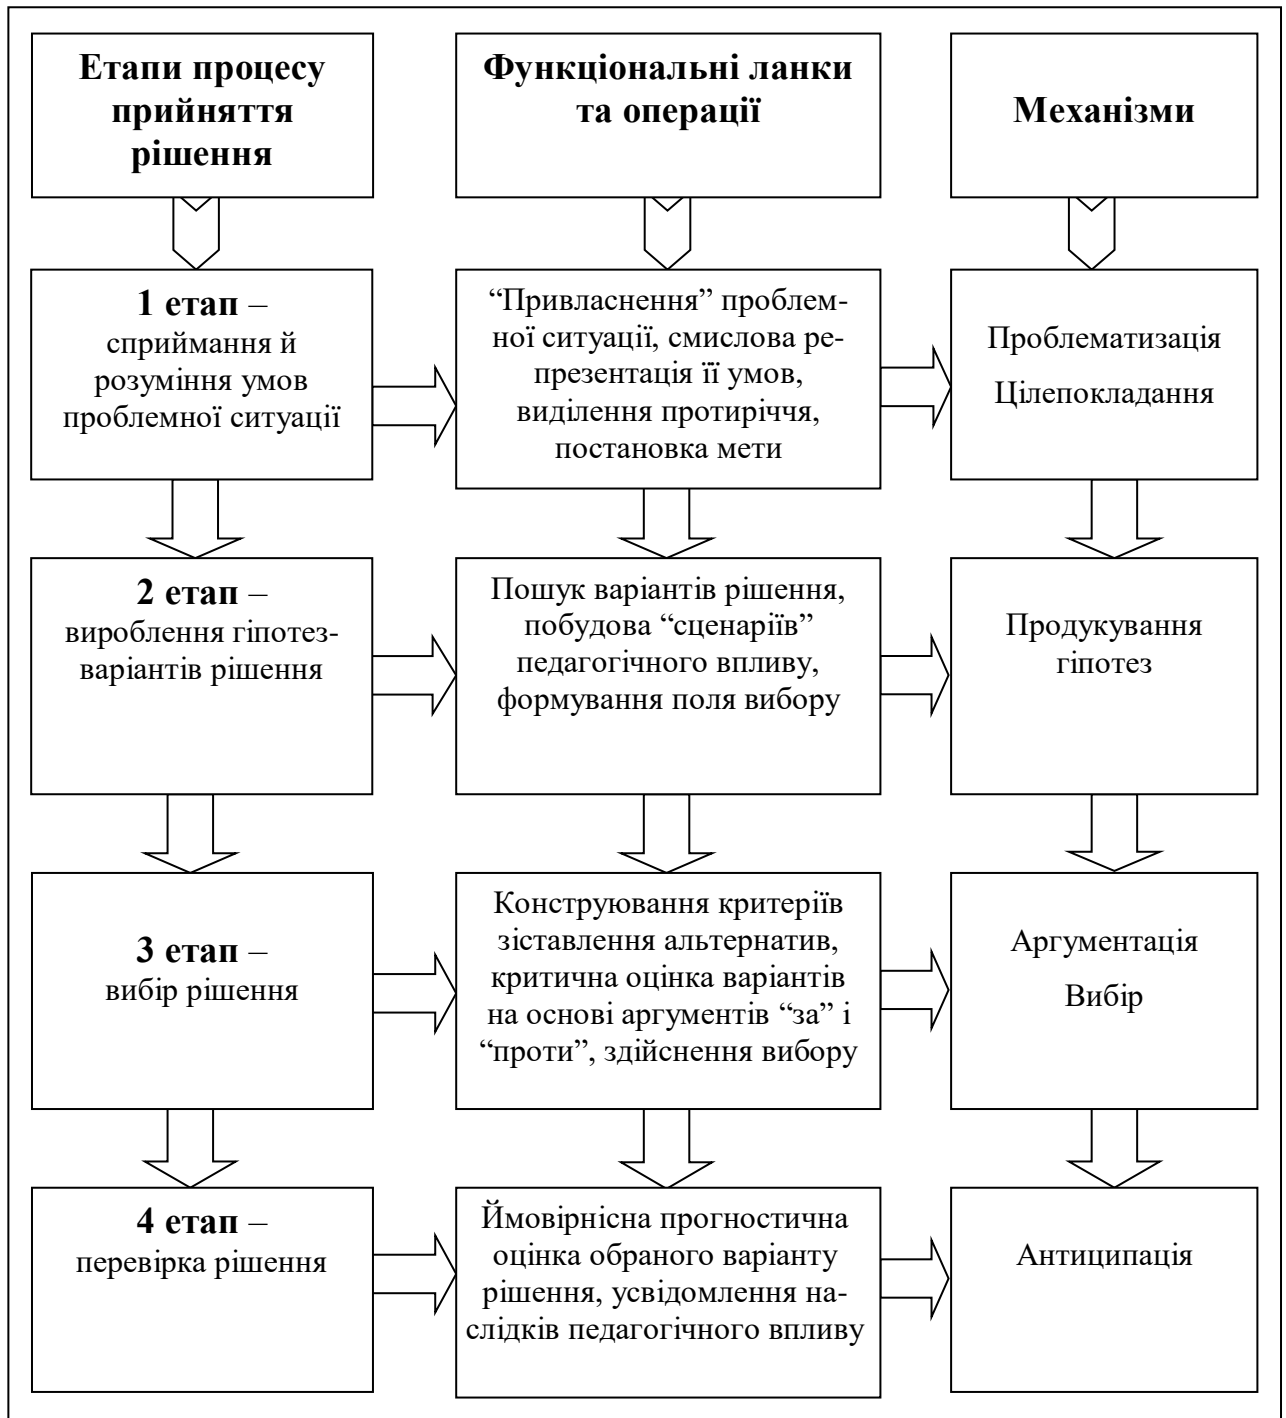 Етапи процесу
прийняття
рішення
Функціональні ланки
та операції
Механізми
1 етап –
сприймання й
розуміння умов
проблемної ситуації
“Привласнення” проблем-
ної ситуації, смислова ре-
презентація її умов,
виділення протиріччя,
постановка мети
Проблематизація
Цілепокладання
2 етап –
вироблення гіпотез-
варіантів рішення
Пошук варіантів рішення,
побудова “сценаріїв”
педагогічного впливу,
формування поля вибору
Продукування
гіпотез
3 етап –
вибір рішення
Конструювання критеріїв
зіставлення альтернатив,
критична оцінка варіантів
на основі аргументів “за” і
“проти”, здійснення вибору
Аргументація
Вибір
4 етап –
перевірка рішення
Ймовірнісна прогностична
оцінка обраного варіанту
рішення, усвідомлення на-
слідків педагогічного впливу
Антиципація